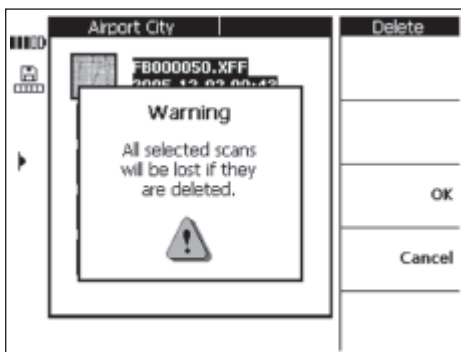 Airport City
Delete
FB000050.XFF
Warning
All selected scans
will be lost if they
are deleted.
OK
Cancel